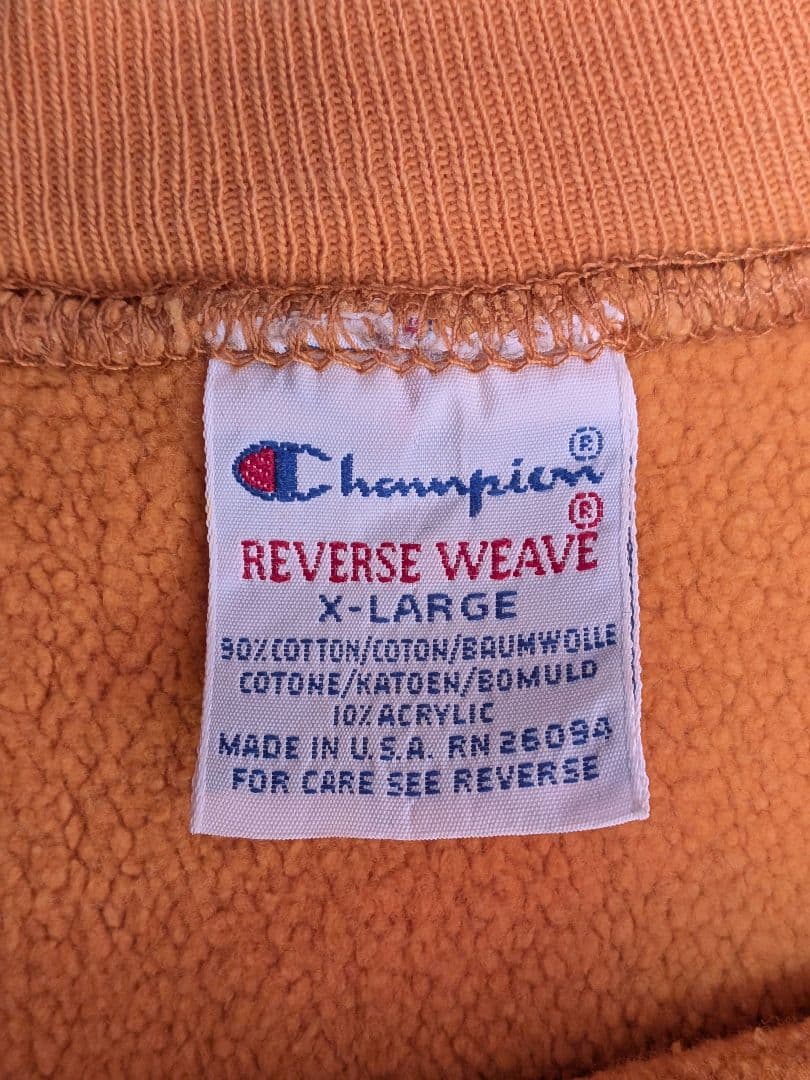 Champion®
REVERSE WEAVE®
X-LARGE
90% COTTON/COTON/BAUMWOLLE
COTONE/KATOEN/BOMULD
10% ACRYLIC
MADE IN U.S.A. RN 26094
FOR CARE SEE REVERSE